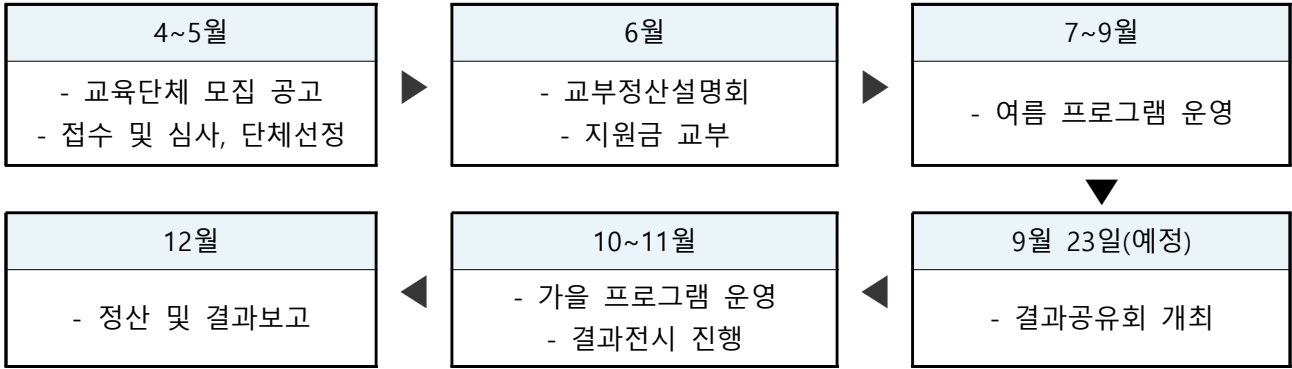 4~5월
- 교육단체 모집 공고
- 접수 및 심사, 단체선정
6월
- 교부정산설명회
- 지원금 교부
7~9월
- 여름 프로그램 운영
9월 23일(예정)
- 결과공유회 개최
10~11월
- 가을 프로그램 운영
- 결과전시 진행
12월
- 정산 및 결과보고